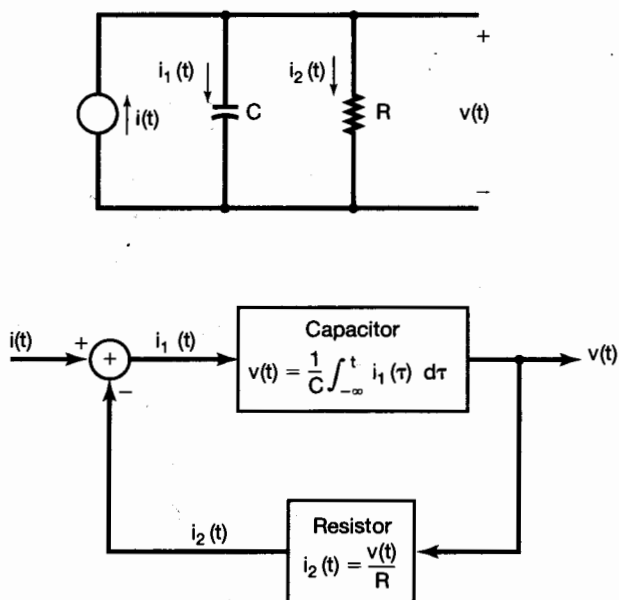 i₁(t)
i₂(t)
+
i(t)
C
R
v(t)
−
i(t)
+
+
−
i₁ (t)
Capacitor
v(t) = 1/C ∫_{-∞}^{t} i₁(τ) dτ
v(t)
i₂(t)
Resistor
i₂(t) = v(t)/R